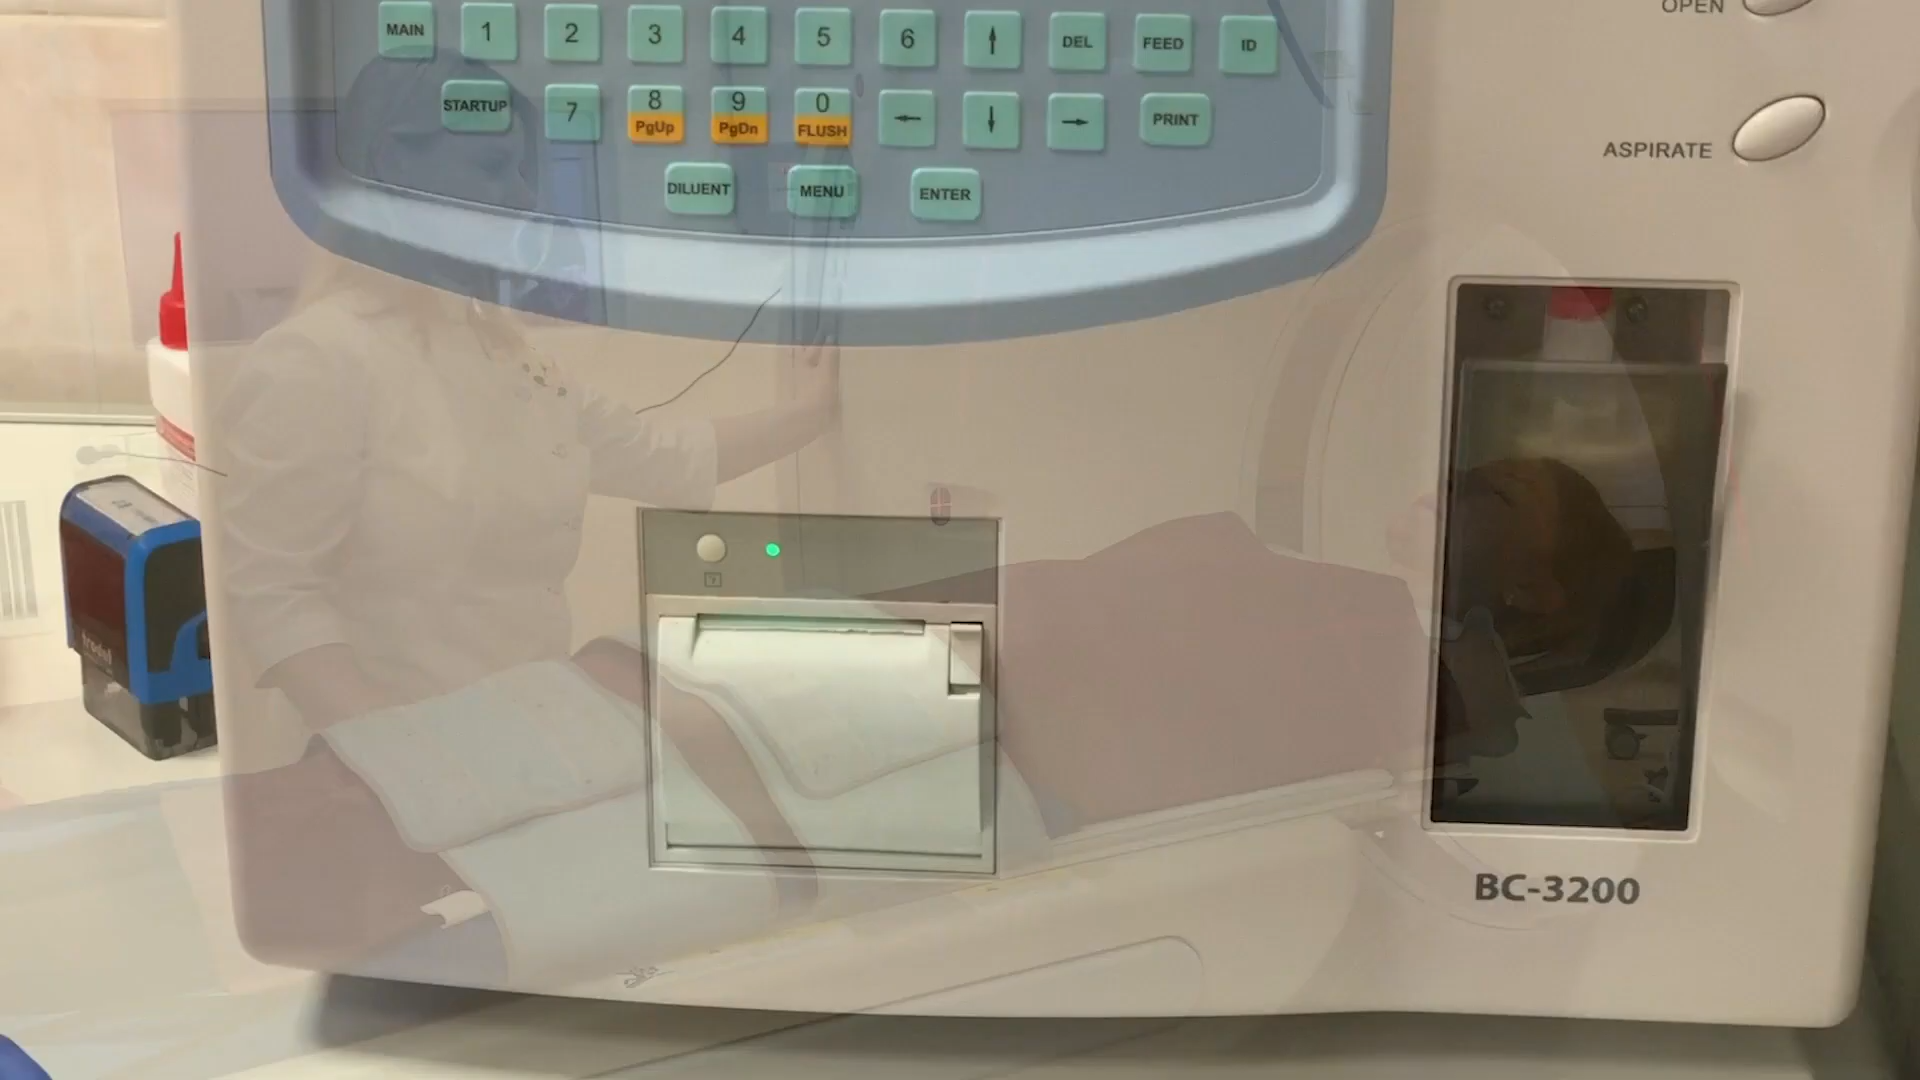 OPEN
MAIN 1 2 3 4 5 6 ↑ DEL FEED ID
STARTUP 7 8 9 0 ← ↓ → PRINT
PgUp PgDn FLUSH
ASPIRATE
DILUENT MENU ENTER
trodat
BC-3200